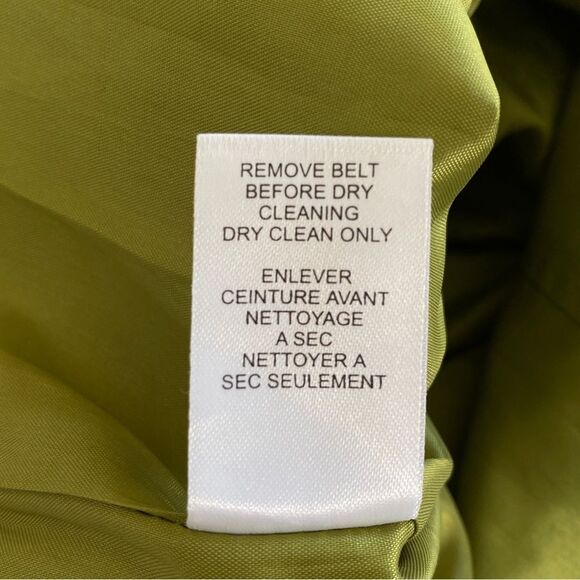 REMOVE BELT
BEFORE DRY
CLEANING
DRY CLEAN ONLY
ENLEVER
CEINTURE AVANT
NETTOYAGE
A SEC
NETTOYER A
SEC SEULEMENT